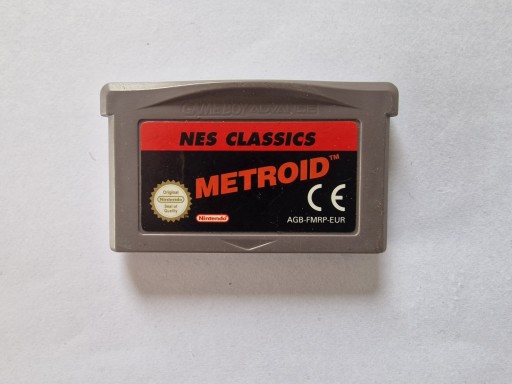 GAME BOY ADVANCE
NES CLASSICS
METROID™
Original
Nintendo
Seal of
Quality
Nintendo
CE
AGB-FMRP-EUR